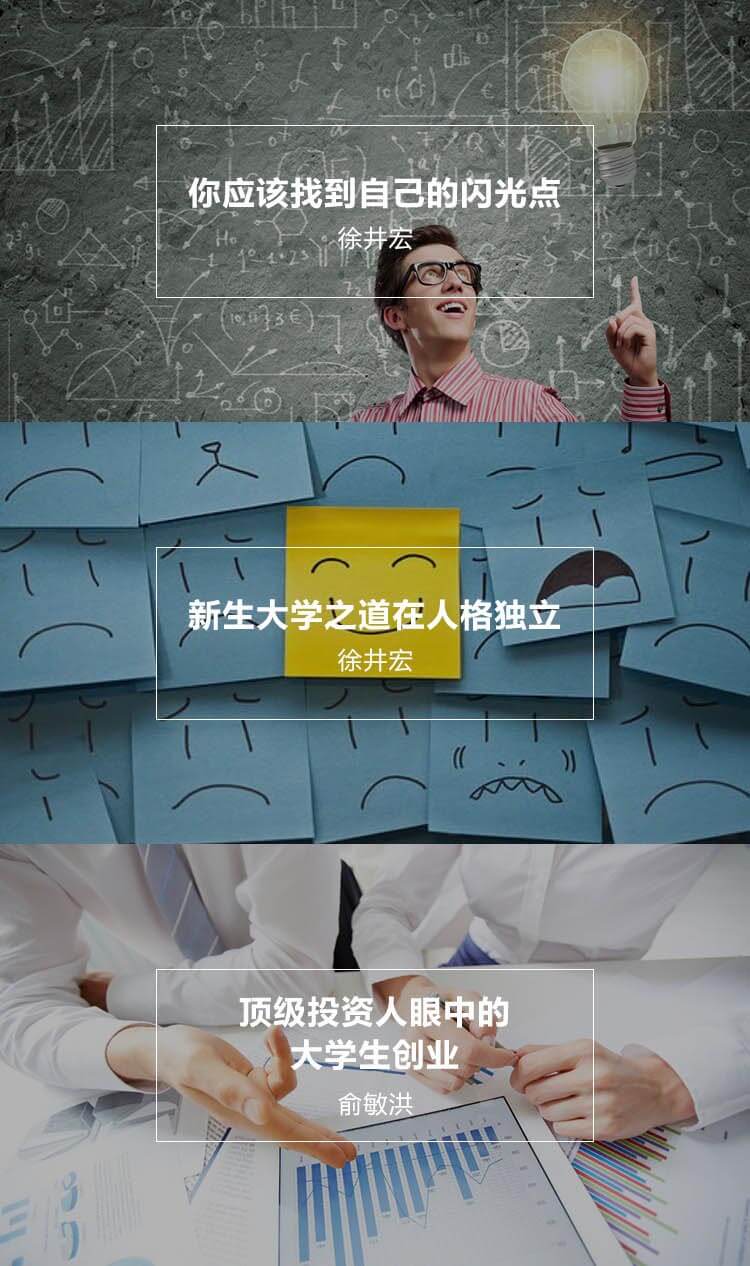 你应该找到自己的闪光点
徐井宏
新生大学之道在人格独立
徐井宏
顶级投资人眼中的
大学生创业
俞敏洪